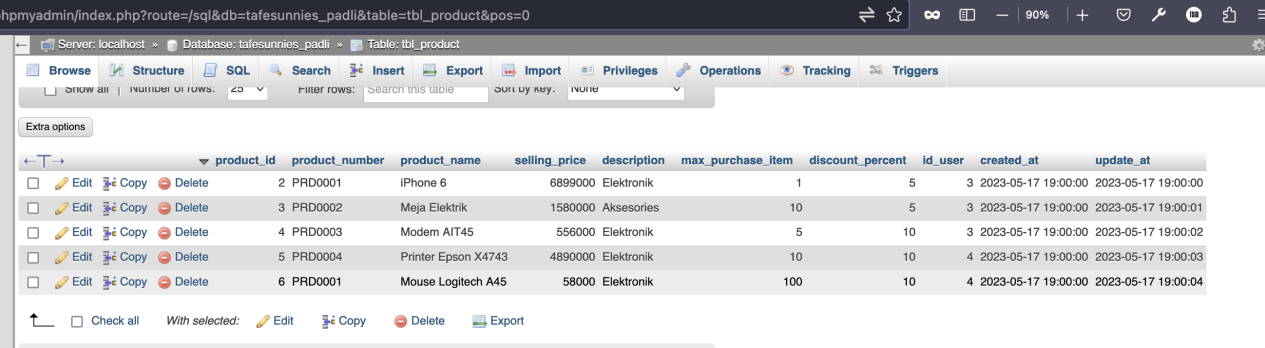 hpmyadmin/index.php?route=/sql&db=tafesunnies_padli&table=tbl_product&pos=0 90%
Server: localhost » Database: tafesunnies_padli » Table: tbl_product
Browse Structure SQL Search Insert Export Import Privileges Operations Tracking Triggers
Show all Number of rows: 25 Filter rows: Search this table Sort by key: None
Extra options
product_id product_number product_name selling_price description max_purchase_item discount_percent id_user created_at update_at
Edit Copy Delete 2 PRD0001 iPhone 6 6899000 Elektronik 1 5 3 2023-05-17 19:00:00 2023-05-17 19:00:00
Edit Copy Delete 3 PRD0002 Meja Elektrik 1580000 Aksesories 10 5 3 2023-05-17 19:00:00 2023-05-17 19:00:01
Edit Copy Delete 4 PRD0003 Modem AIT45 556000 Elektronik 5 10 3 2023-05-17 19:00:00 2023-05-17 19:00:02
Edit Copy Delete 5 PRD0004 Printer Epson X4743 4890000 Elektronik 10 10 4 2023-05-17 19:00:00 2023-05-17 19:00:03
Edit Copy Delete 6 PRD0001 Mouse Logitech A45 58000 Elektronik 100 10 4 2023-05-17 19:00:00 2023-05-17 19:00:04
Check all With selected: Edit Copy Delete Export